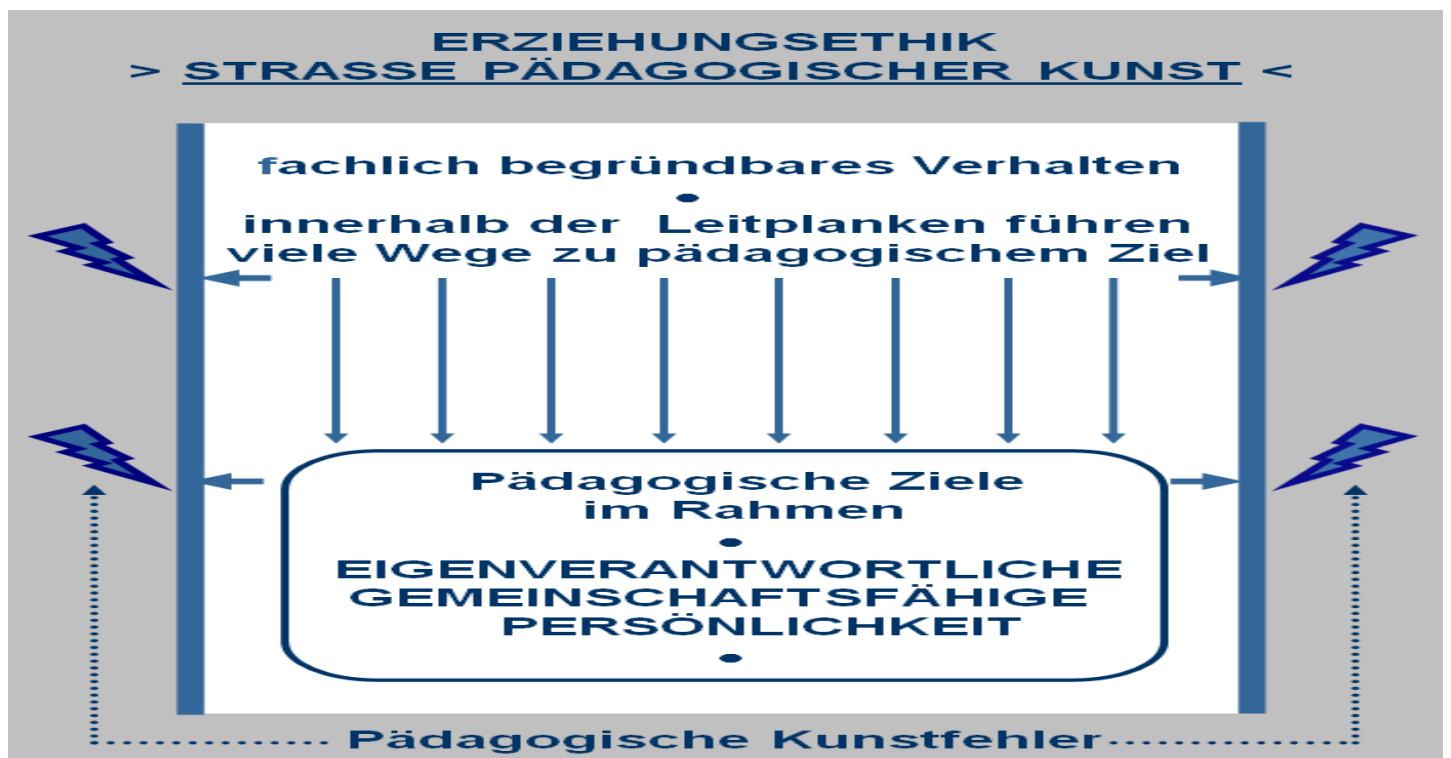 ERZIEHUNGSETHIK
> STRASSE PÄDAGOGISCHER KUNST <
fachlich begründbares Verhalten
•
innerhalb der Leitplanken führen
viele Wege zu pädagogischem Ziel
Pädagogische Ziele
im Rahmen
•
EIGENVERANTWORTLICHE
GEMEINSCHAFTSFÄHIGE
PERSÖNLICHKEIT
•
Pädagogische Kunstfehler